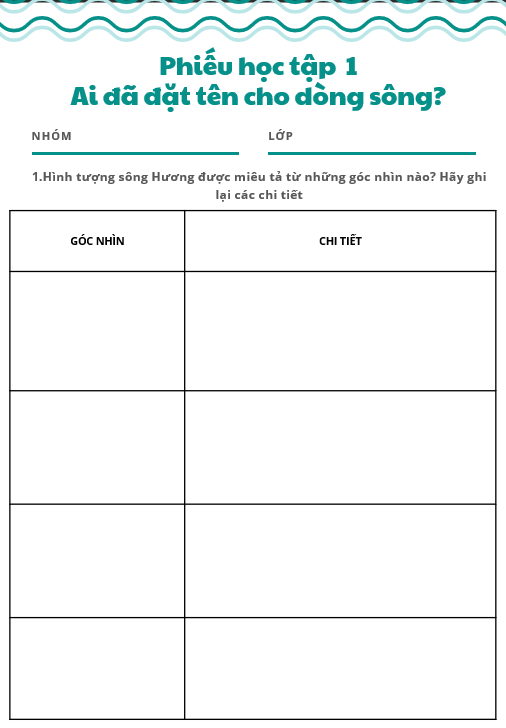 Phiếu học tập 1
Ai đã đặt tên cho dòng sông?
NHÓM
LỚP
1.Hình tượng sông Hương được miêu tả từ những góc nhìn nào? Hãy ghi
lại các chi tiết
GÓC NHÌN
CHI TIẾT